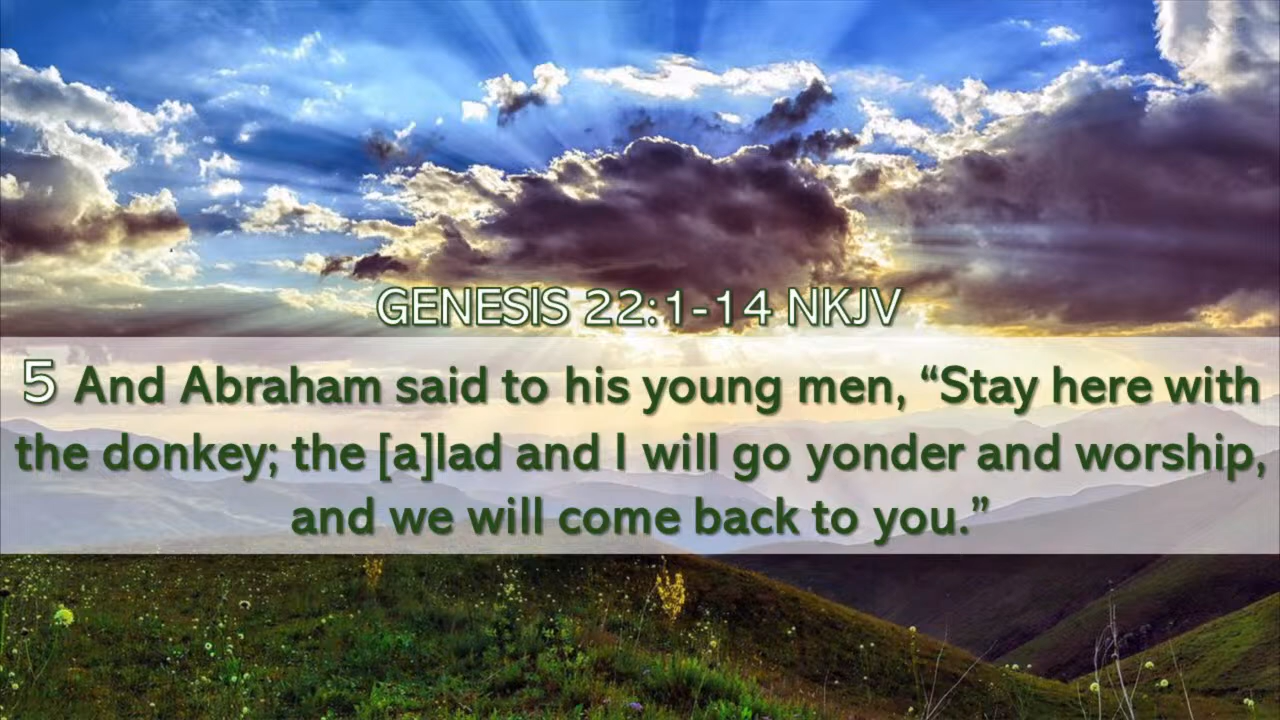 GENESIS 22:1-14 NKJV
5 And Abraham said to his young men, “Stay here with
the donkey; the [a]lad and I will go yonder and worship,
and we will come back to you.”